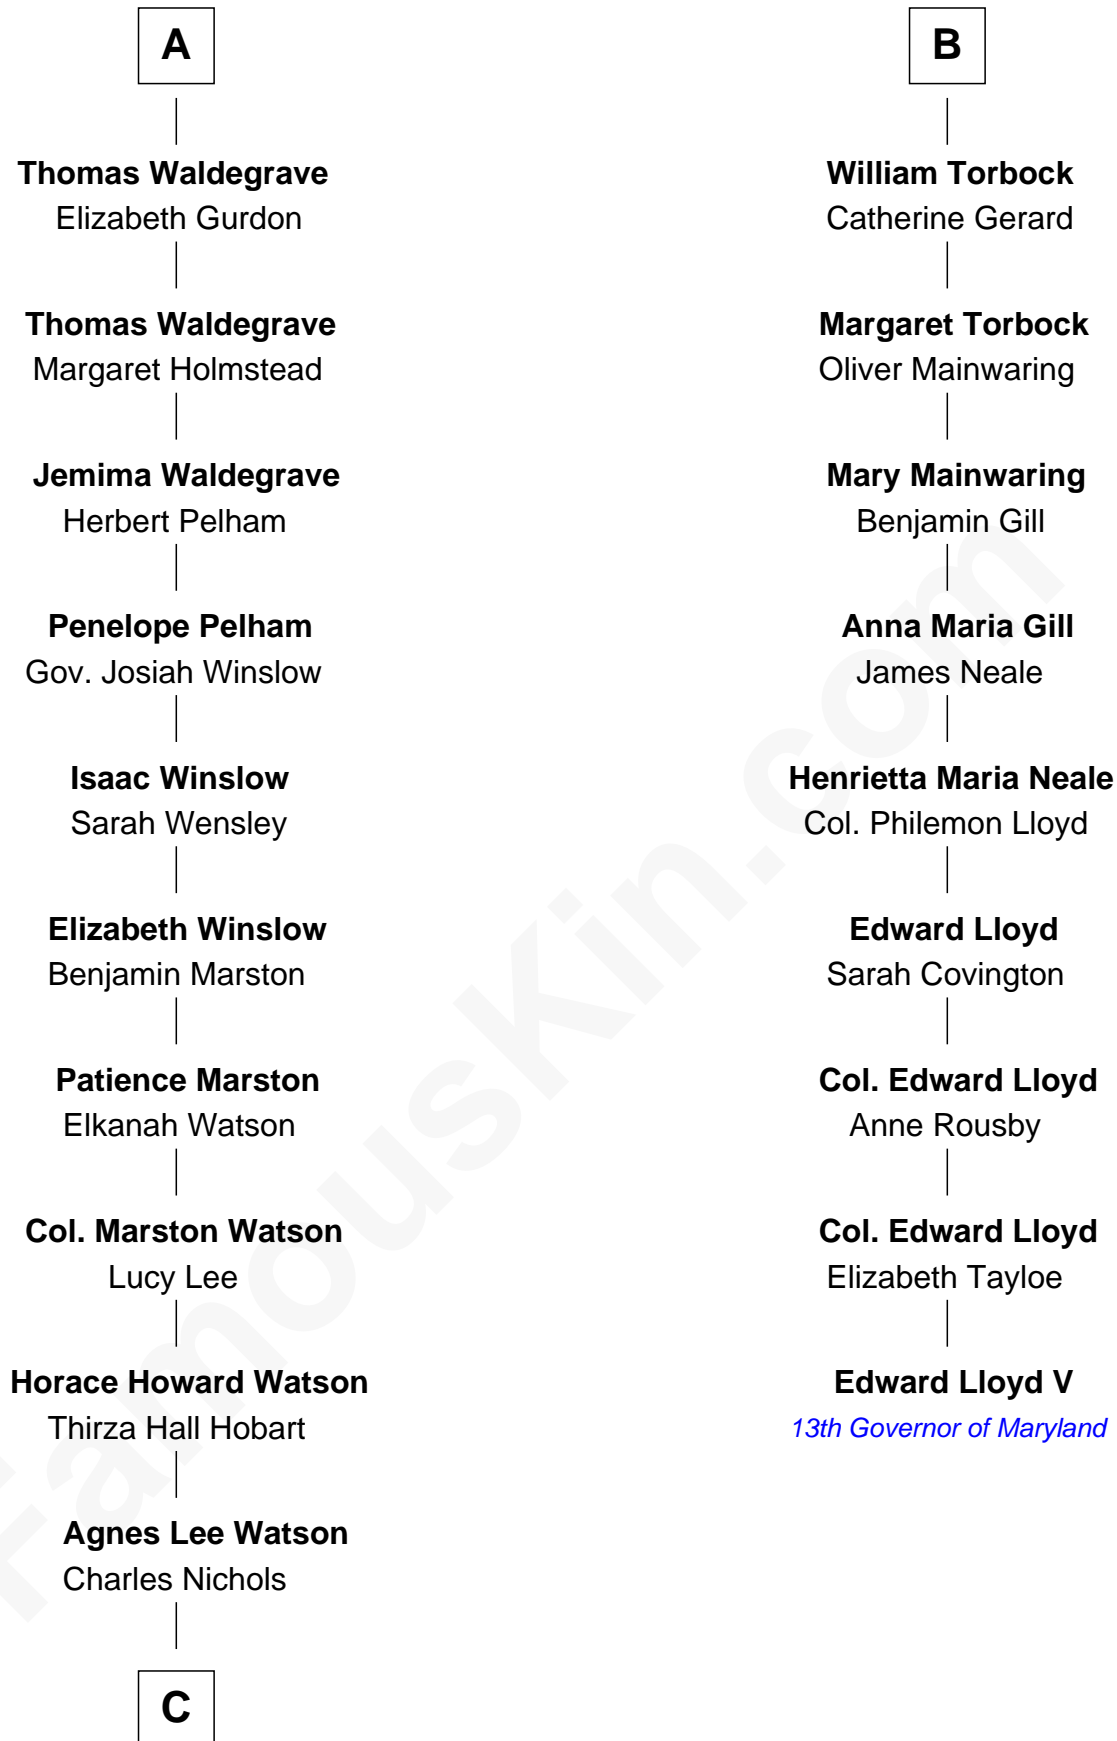 A
Thomas Waldegrave
Elizabeth Gurdon
Thomas Waldegrave
Margaret Holmstead
Jemima Waldegrave
Herbert Pelham
Penelope Pelham
Gov. Josiah Winslow
Isaac Winslow
Sarah Wensley
Elizabeth Winslow
Benjamin Marston
Patience Marston
Elkanah Watson
Col. Marston Watson
Lucy Lee
Horace Howard Watson
Thirza Hall Hobart
Agnes Lee Watson
Charles Nichols
C
B
William Torbock
Catherine Gerard
Margaret Torbock
Oliver Mainwaring
Mary Mainwaring
Benjamin Gill
Anna Maria Gill
James Neale
Henrietta Maria Neale
Col. Philemon Lloyd
Edward Lloyd
Sarah Covington
Col. Edward Lloyd
Anne Rousby
Col. Edward Lloyd
Elizabeth Tayloe
Edward Lloyd V
13th Governor of Maryland
FamousKin.com